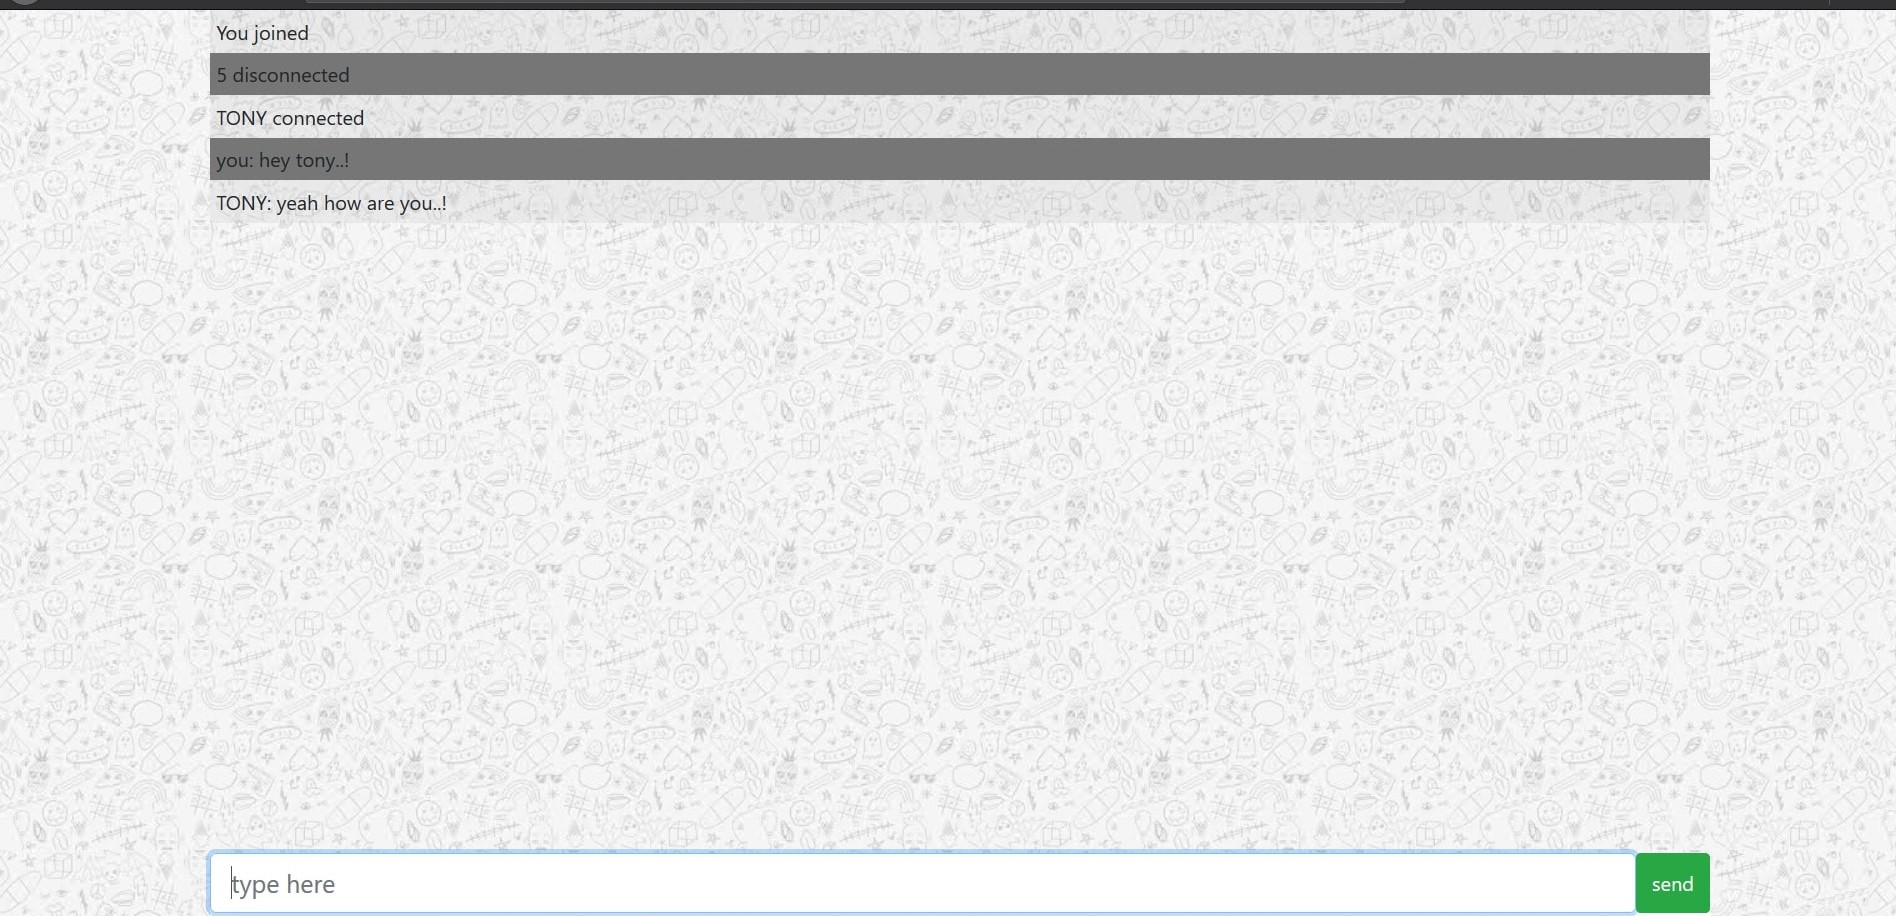 You joined
5 disconnected
TONY connected
you: hey tony..!
TONY: yeah how are you..!
type here
send